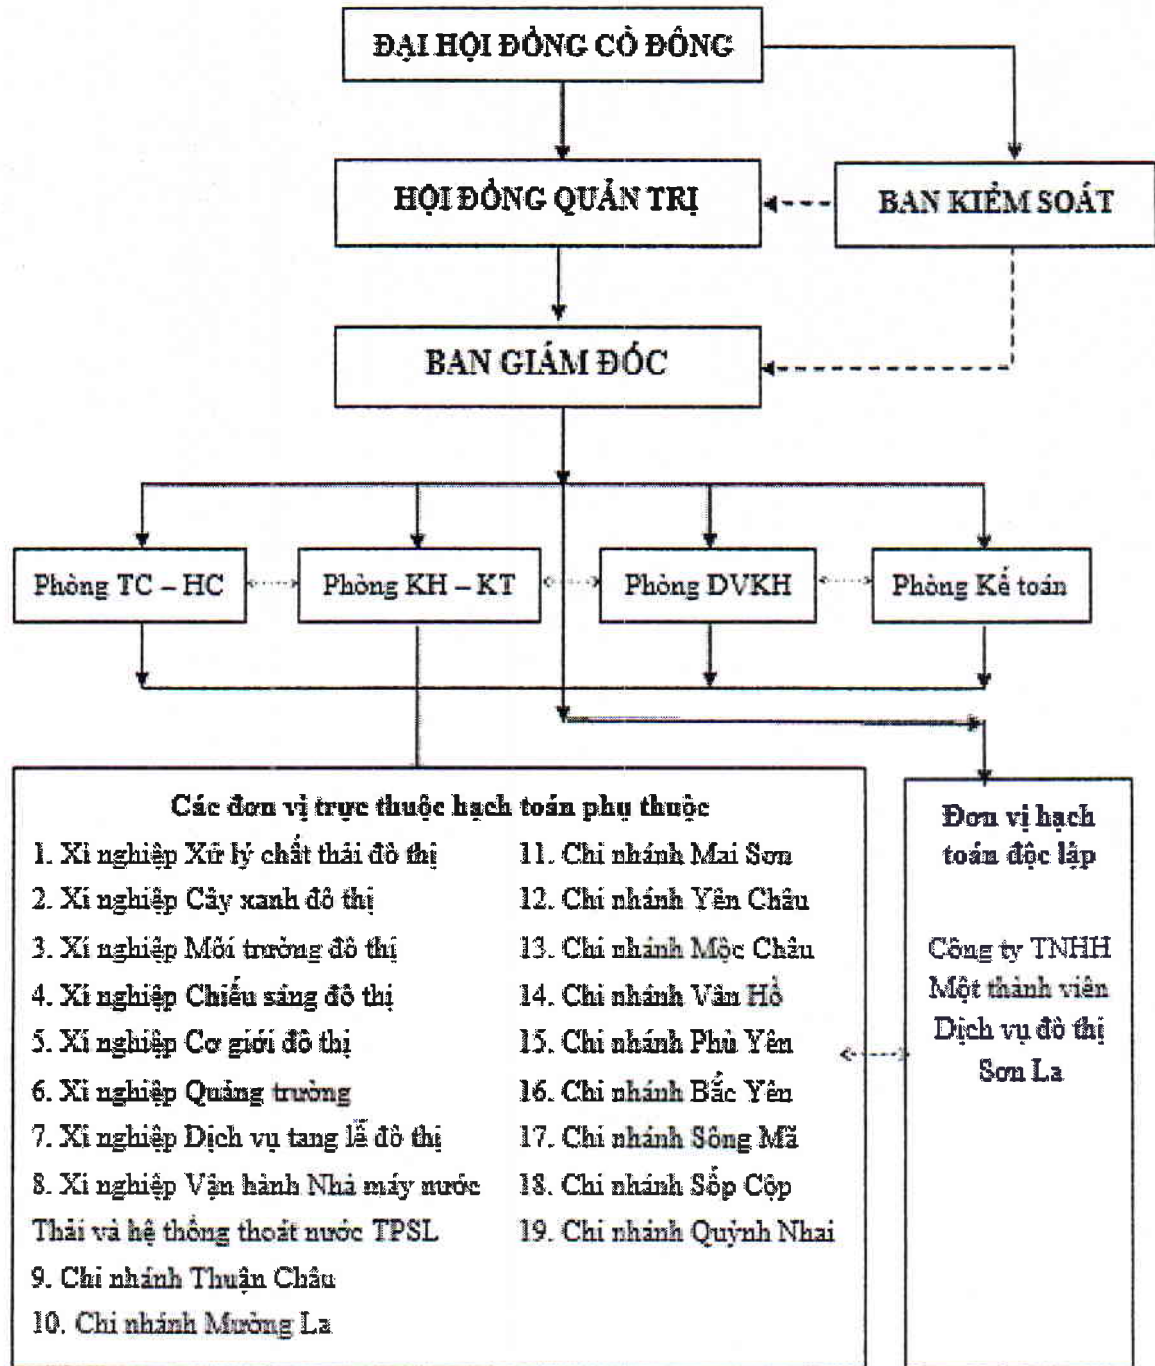 ĐẠI HỘI ĐỒNG CỔ ĐÔNG
HỘI ĐỒNG QUẢN TRỊ
BAN KIỂM SOÁT
BAN GIÁM ĐỐC
Phòng TC – HC
Phòng KH – KT
Phòng DVKH
Phòng Kế toán
Các đơn vị trực thuộc hạch toán phụ thuộc
1. Xí nghiệp Xử lý chất thải đô thị
2. Xí nghiệp Cây xanh đô thị
3. Xí nghiệp Môi trường đô thị
4. Xí nghiệp Chiếu sáng đô thị
5. Xí nghiệp Cơ giới đô thị
6. Xí nghiệp Quảng trường
7. Xí nghiệp Dịch vụ tang lễ đô thị
8. Xí nghiệp Vận hành Nhà máy nước
Thải và hệ thống thoát nước TPSL
9. Chi nhánh Thuận Châu
10. Chi nhánh Mường La
11. Chi nhánh Mai Sơn
12. Chi nhánh Yên Châu
13. Chi nhánh Mộc Châu
14. Chi nhánh Vân Hồ
15. Chi nhánh Phù Yên
16. Chi nhánh Bắc Yên
17. Chi nhánh Sông Mã
18. Chi nhánh Sốp Cộp
19. Chi nhánh Quỳnh Nhai
Đơn vị hạch
toán độc lập
Công ty TNHH
Một thành viên
Dịch vụ đô thị
Sơn La